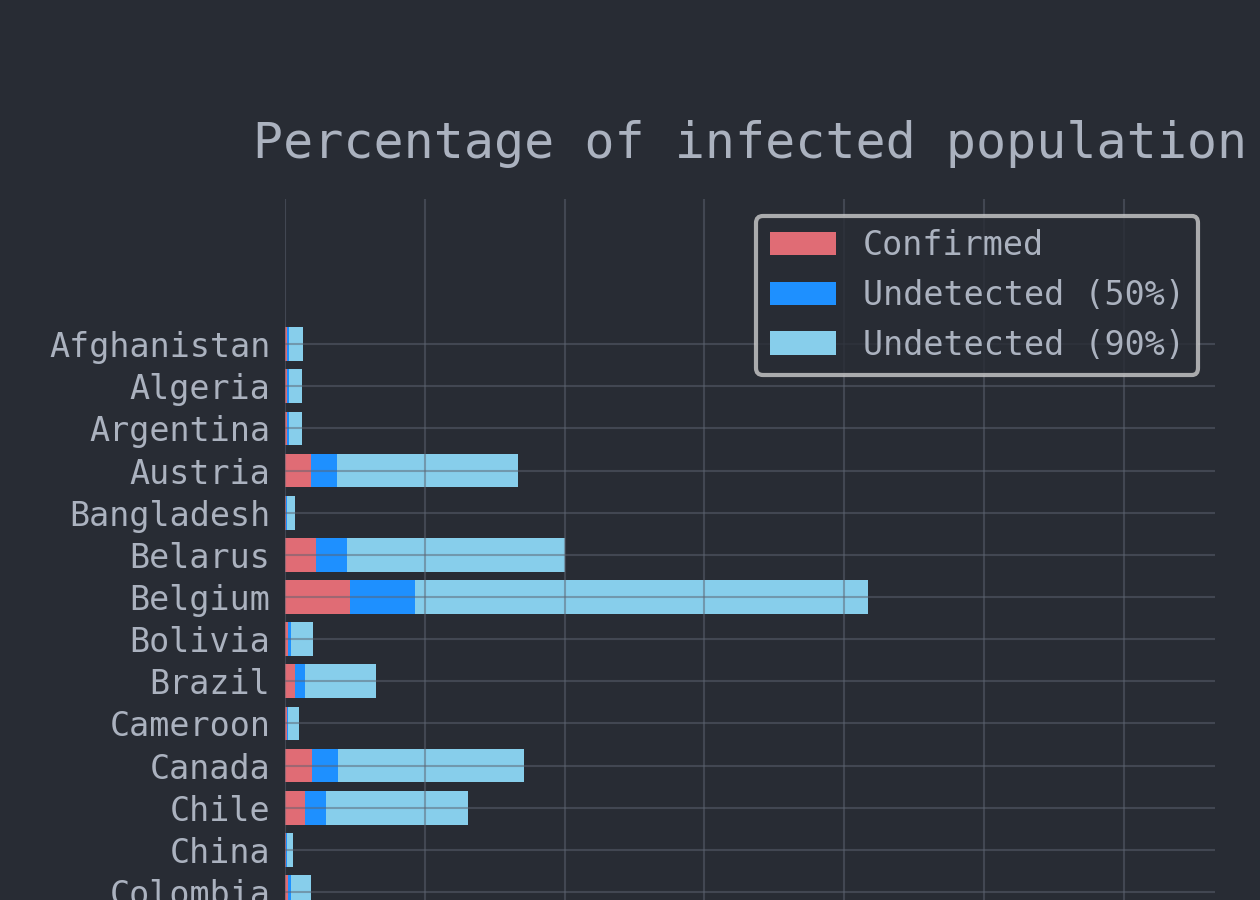 Percentage of infected population
Confirmed
Undetected (50%)
Undetected (90%)
Afghanistan
Algeria
Argentina
Austria
Bangladesh
Belarus
Belgium
Bolivia
Brazil
Cameroon
Canada
Chile
China
Colombia